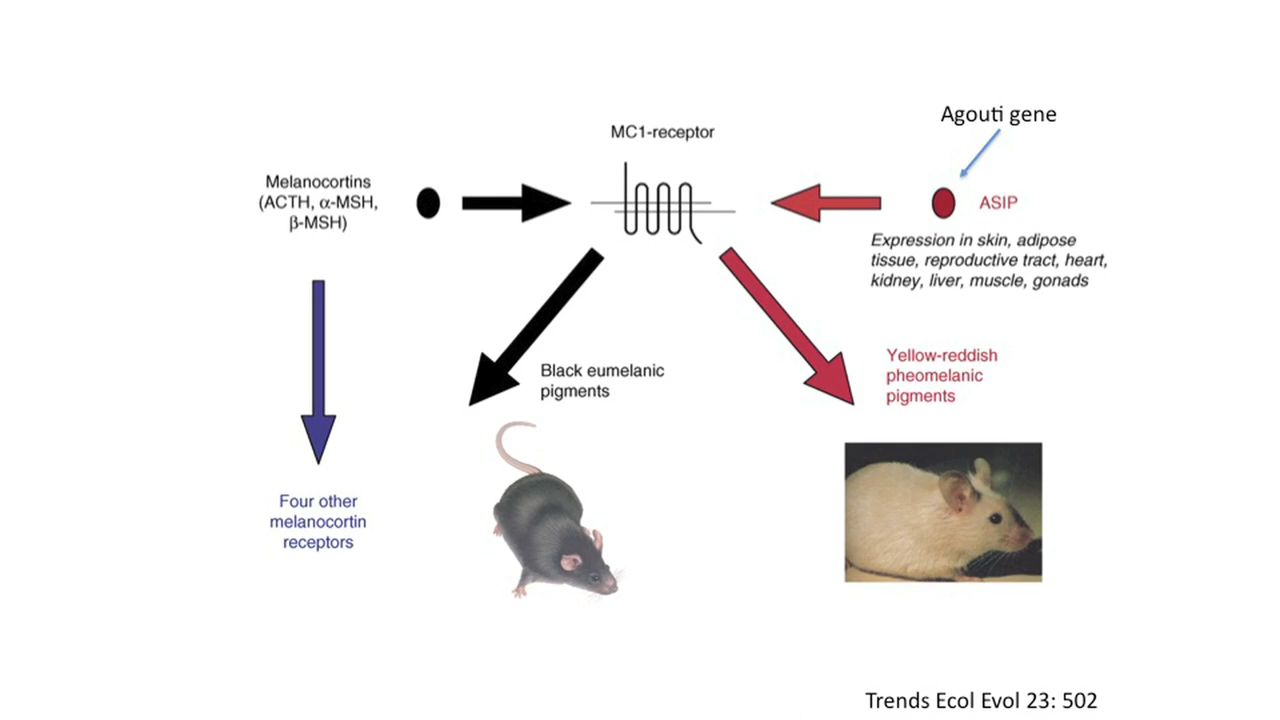 Agouti gene
MC1-receptor
Melanocortins
(ACTH, α-MSH,
β-MSH)
ASIP
Expression in skin, adipose
tissue, reproductive tract, heart,
kidney, liver, muscle, gonads
Black eumelanic
pigments
Yellow-reddish
pheomelanic
pigments
Four other
melanocortin
receptors
Trends Ecol Evol 23: 502